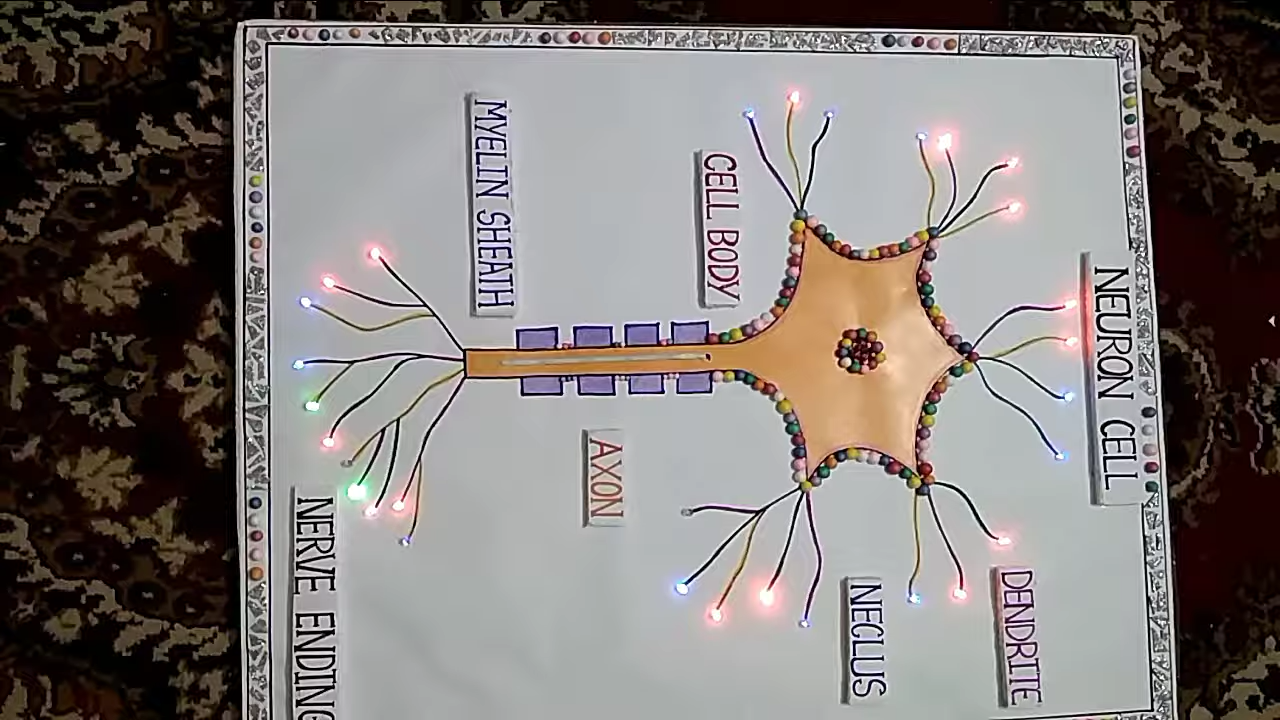 NEURON CELL
DENDRITE
NECLUS
CELL BODY
AXON
MYELIN SHEATH
NERVE ENDING